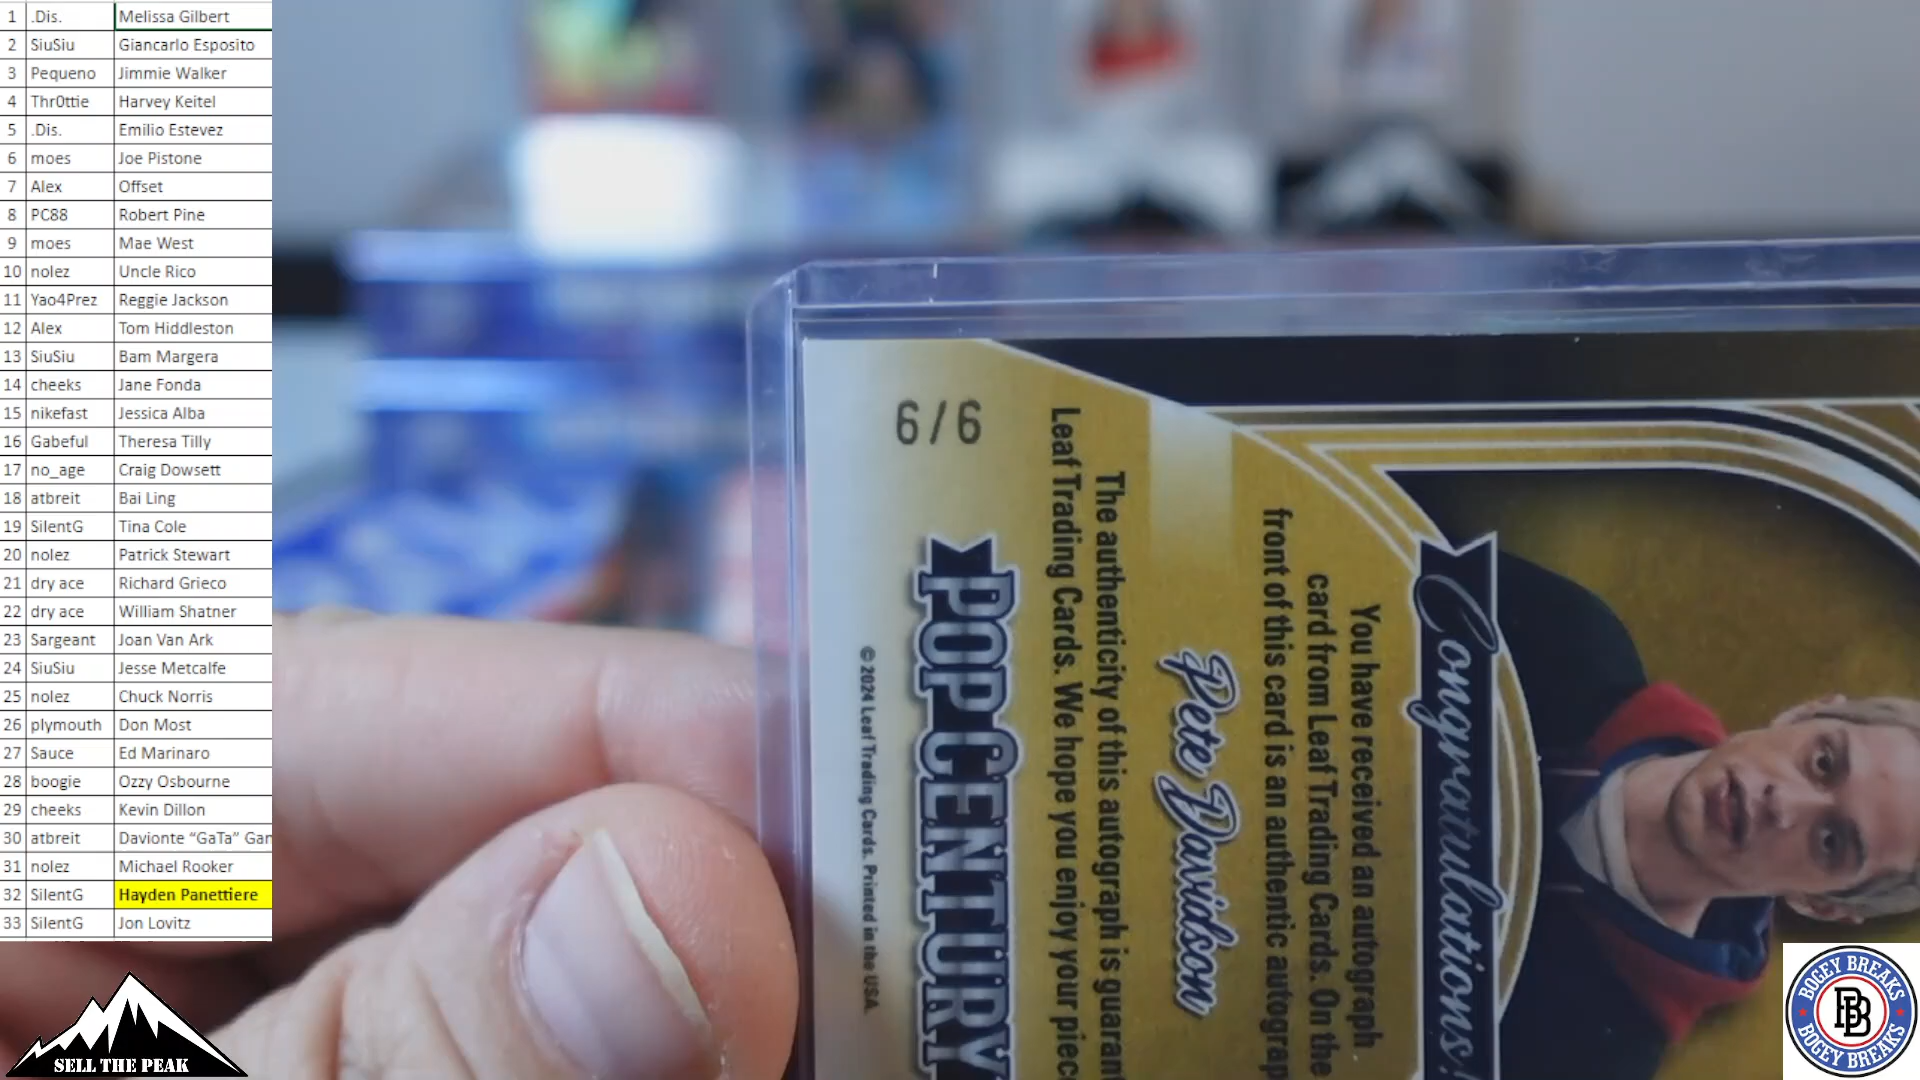 1 .Dis. Melissa Gilbert
2 SiuSiu Giancarlo Esposito
3 Pequeno Jimmie Walker
4 Thr0ttie Harvey Keitel
5 .Dis. Emilio Estevez
6 moes Joe Pistone
7 Alex Offset
8 PC88 Robert Pine
9 moes Mae West
10 nolez Uncle Rico
11 Yao4Prez Reggie Jackson
12 Alex Tom Hiddleston
13 SiuSiu Bam Margera
14 cheeks Jane Fonda
15 nikefast Jessica Alba
16 Gabeful Theresa Tilly
17 no_age Craig Dowsett
18 atbreit Bai Ling
19 SilentG Tina Cole
20 nolez Patrick Stewart
21 dry ace Richard Grieco
22 dry ace William Shatner
23 Sargeant Joan Van Ark
24 SiuSiu Jesse Metcalfe
25 nolez Chuck Norris
26 plymouth Don Most
27 Sauce Ed Marinaro
28 boogie Ozzy Osbourne
29 cheeks Kevin Dillon
30 atbreit Davionte “GaTa” Gan
31 nolez Michael Rooker
32 SilentG Hayden Panettiere
33 SilentG Jon Lovitz
SELL THE PEAK
6/6
Congratulations!
You have received an autograph
card from Leaf Trading Cards. On the
front of this card is an authentic autograp
Pete Davidson
The authenticity of this autograph is guarant
Leaf Trading Cards. We hope you enjoy your piec
POP CENTURY
© 2024 Leaf Trading Cards. Printed in the USA.
BOGEY BREAKS
BB
BOGEY BREAKS